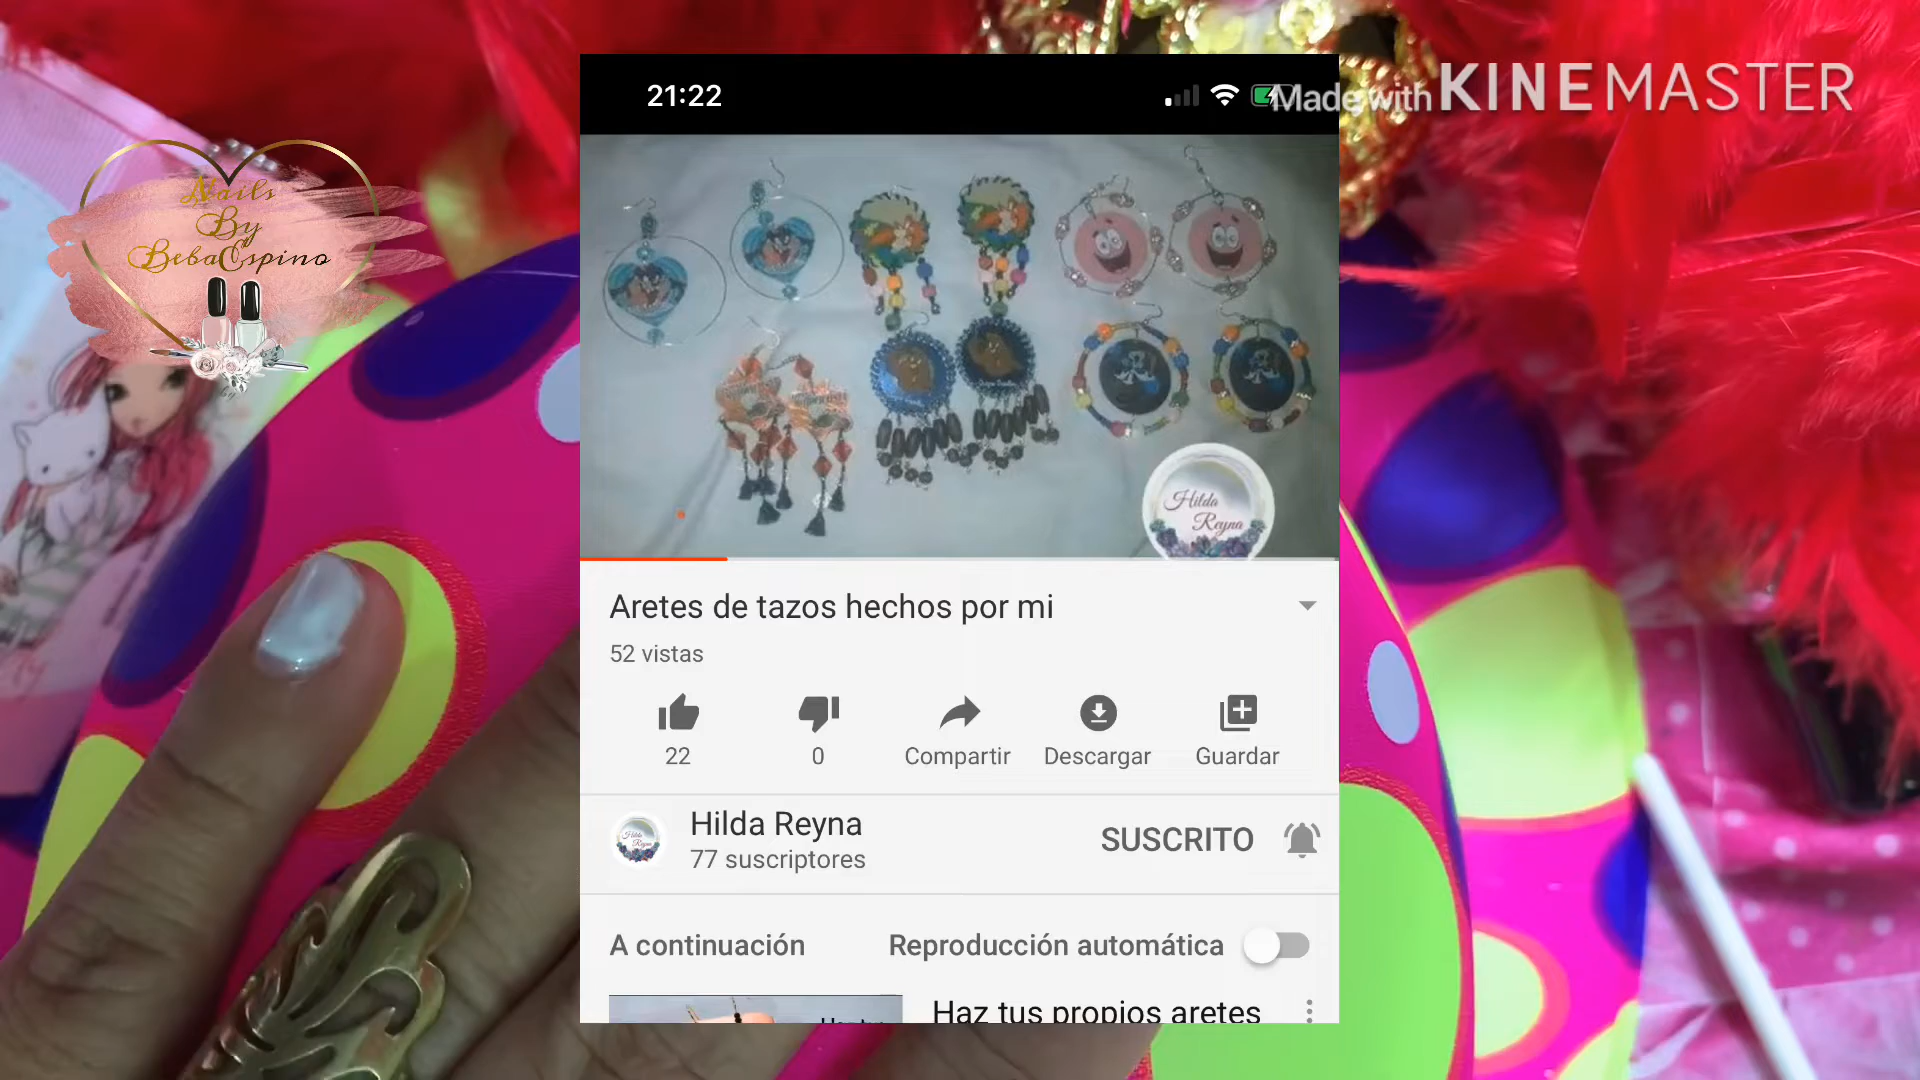 21:22
Made with KINEMASTER
Nails
By
BebaEspino
Hilda
Reyna
Aretes de tazos hechos por mi
52 vistas
22
0
Compartir
Descargar
Guardar
Hilda Reyna
77 suscriptores
SUSCRITO
A continuación
Reproducción automática
Haz tus propios aretes